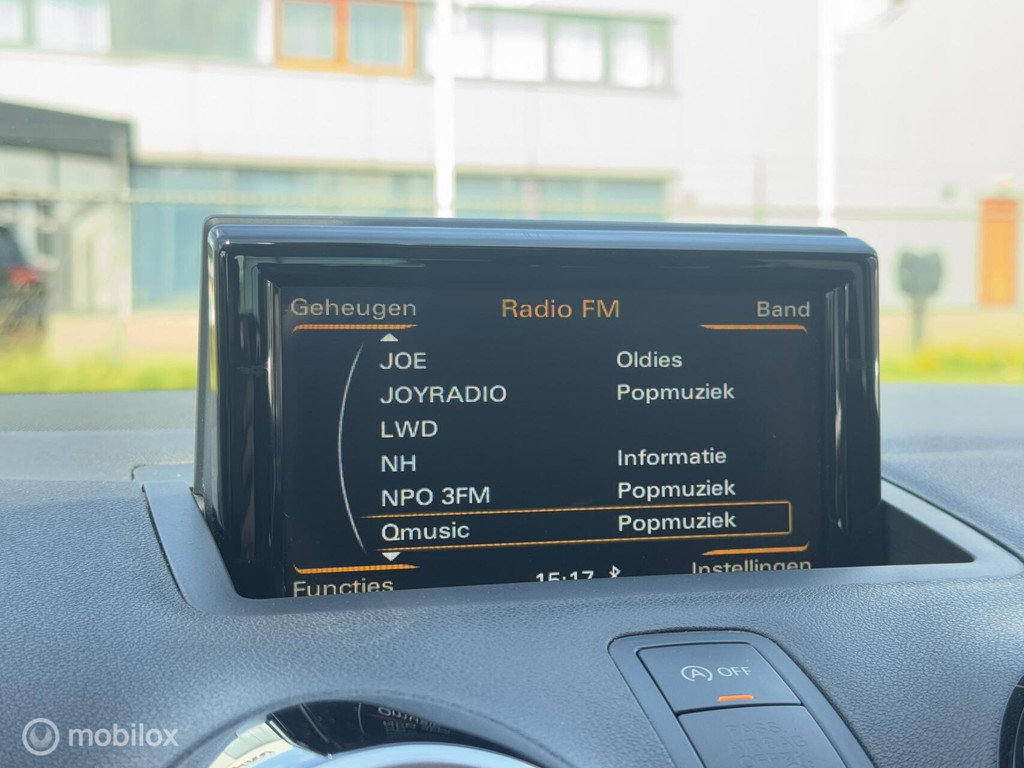 Geheugen Radio FM Band
JOE Oldies
JOYRADIO Popmuziek
LWD
NH Informatie
NPO 3FM Popmuziek
Qmusic Popmuziek
Functies 15:17 Instellingen
A OFF
mobilox